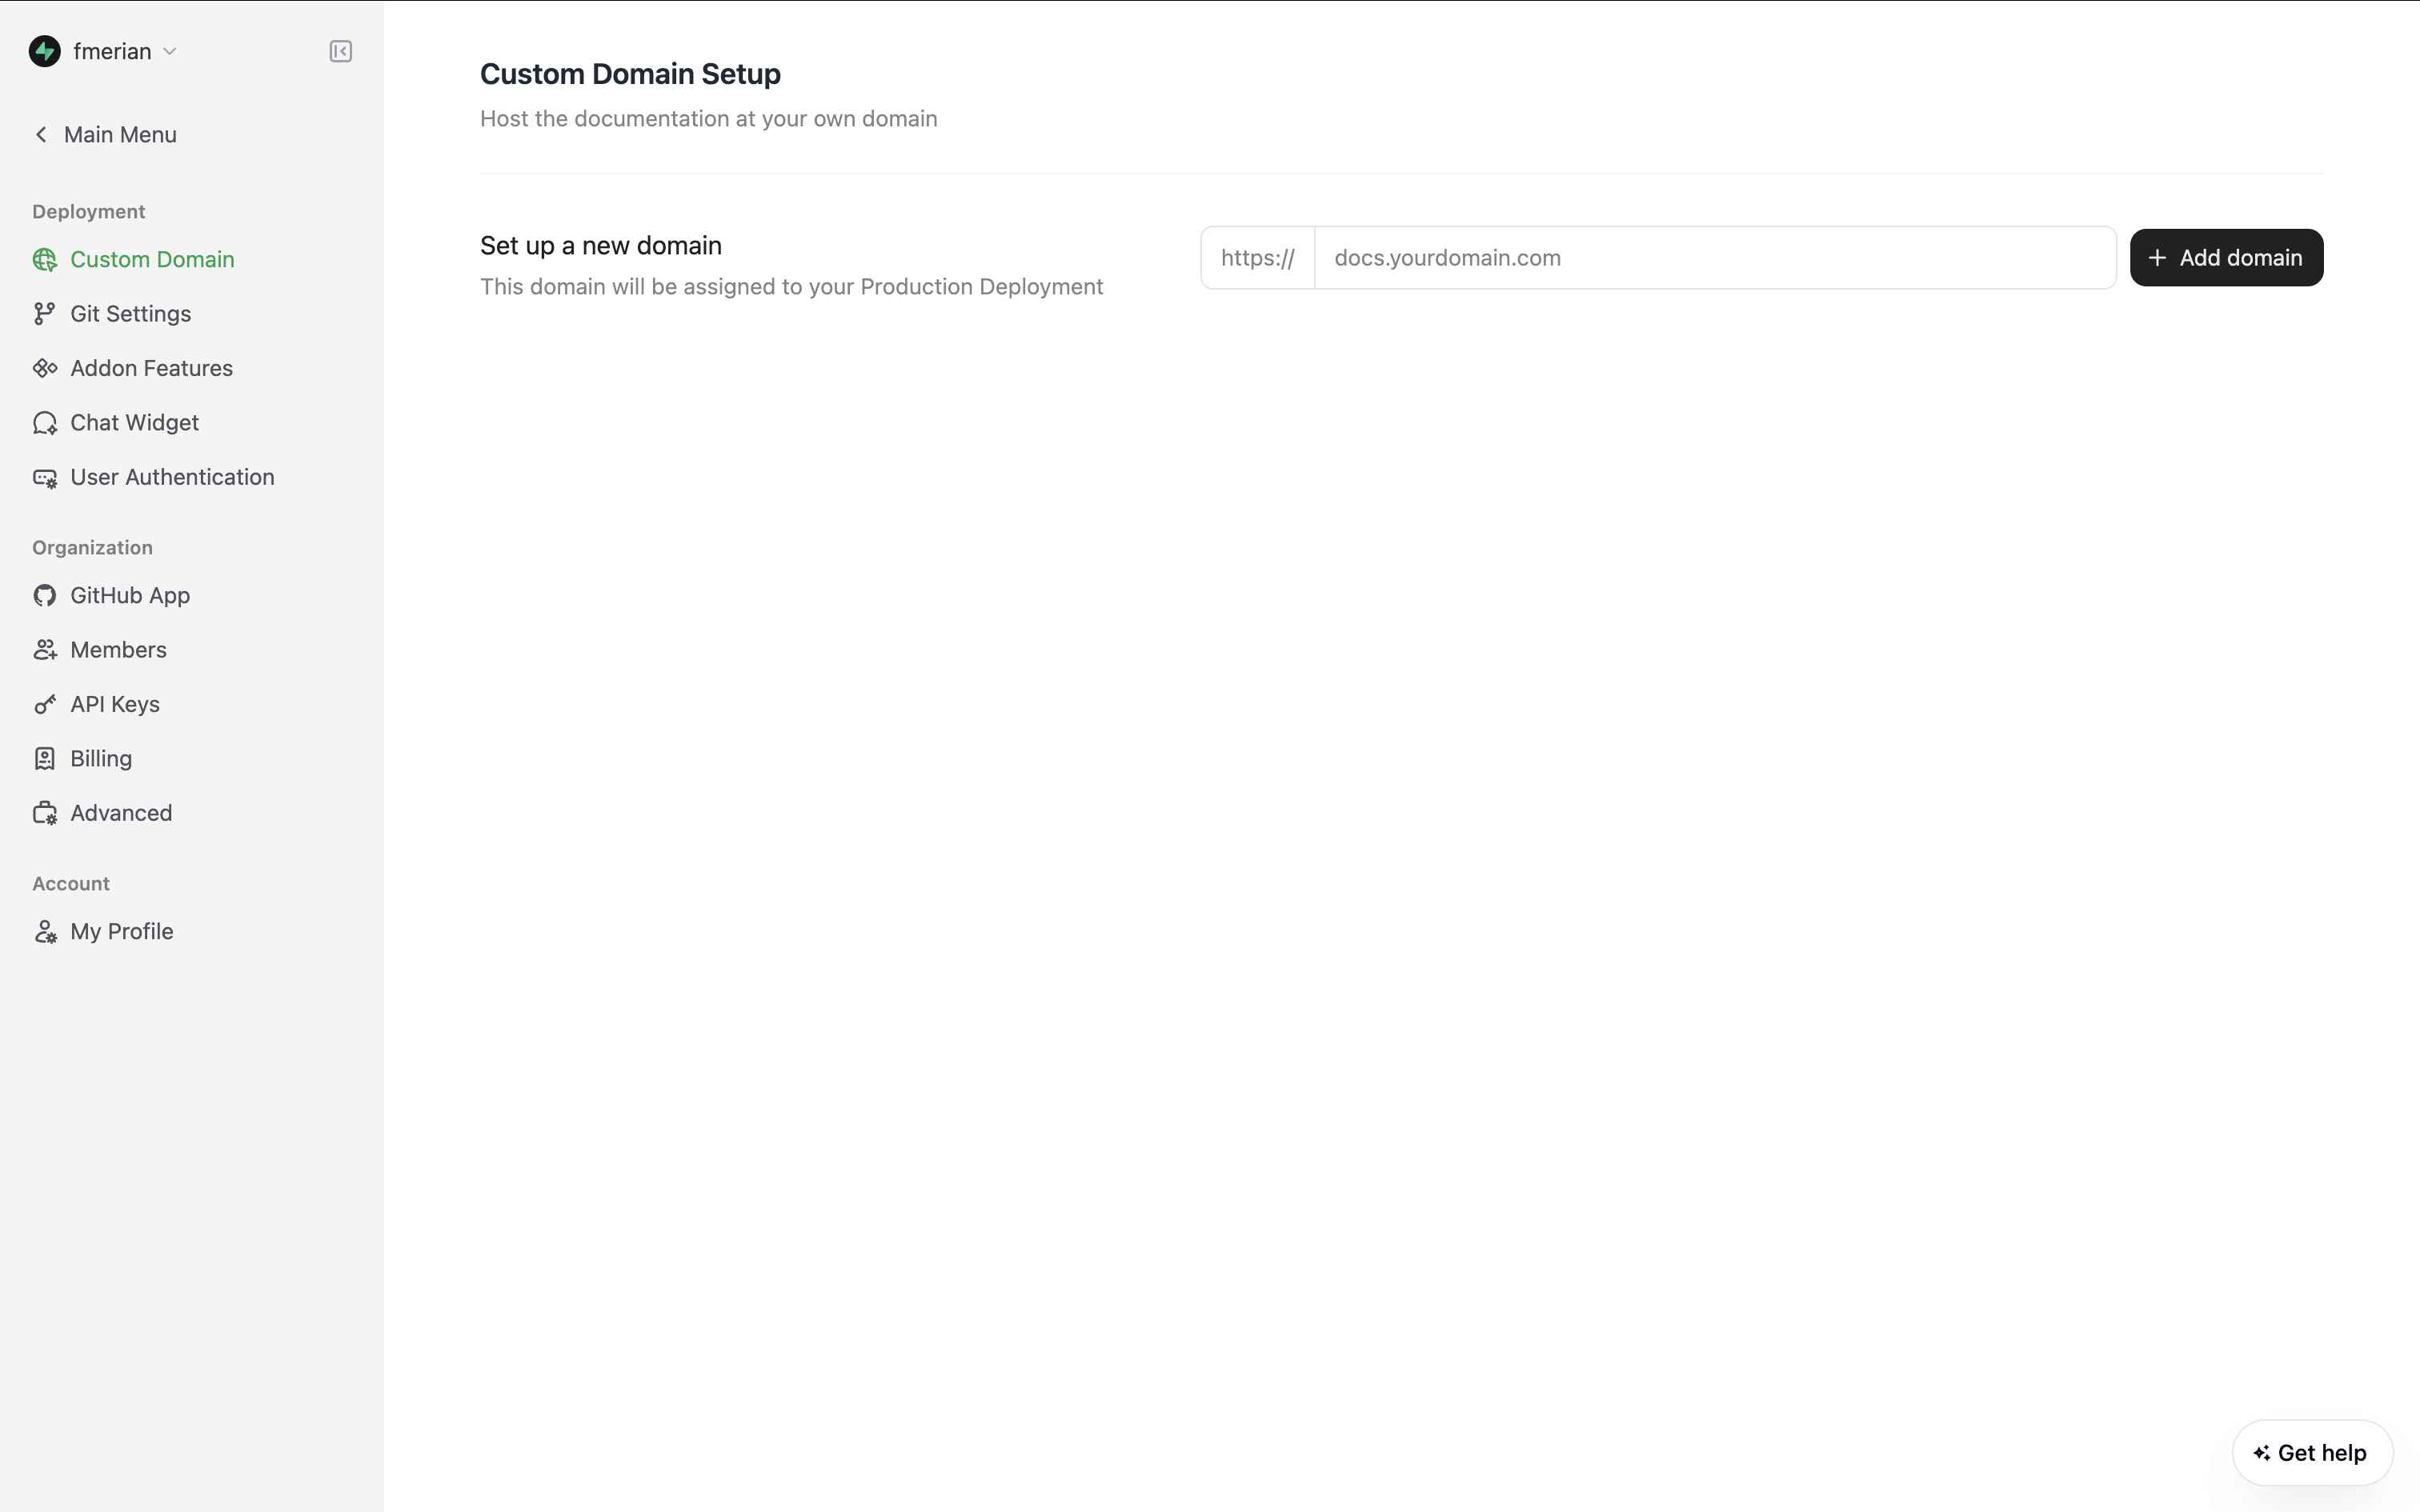 fmerian
Main Menu
Deployment
Custom Domain
Git Settings
Addon Features
Chat Widget
User Authentication
Organization
GitHub App
Members
API Keys
Billing
Advanced
Account
My Profile
Custom Domain Setup
Host the documentation at your own domain
Set up a new domain
This domain will be assigned to your Production Deployment
https://
docs.yourdomain.com
Add domain
Get help